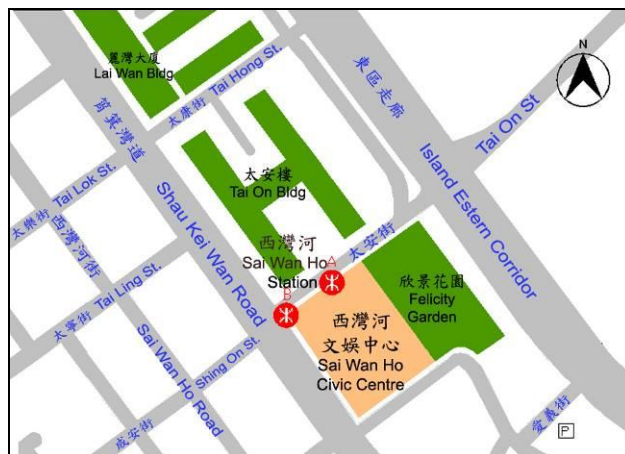 麗灣大廈
Lai Wan Bldg
太康街 Tai Hong St.
東區走廊
N
筲箕灣道
Tai On St
太安樓
Tai On Bldg
Island Estern Corridor
太樂街 Tai Lok St.
西灣河街
Shau Kei Wan Road
西灣河
Sai Wan Ho
Station
A
太安街
B
欣景花園
Felicity
Garden
太寧街 Tai Ling St.
西灣河
文娛中心
Sai Wan Ho
Civic Centre
Sai Wan Ho Road
成安街 Shing On St.
愛義街
P